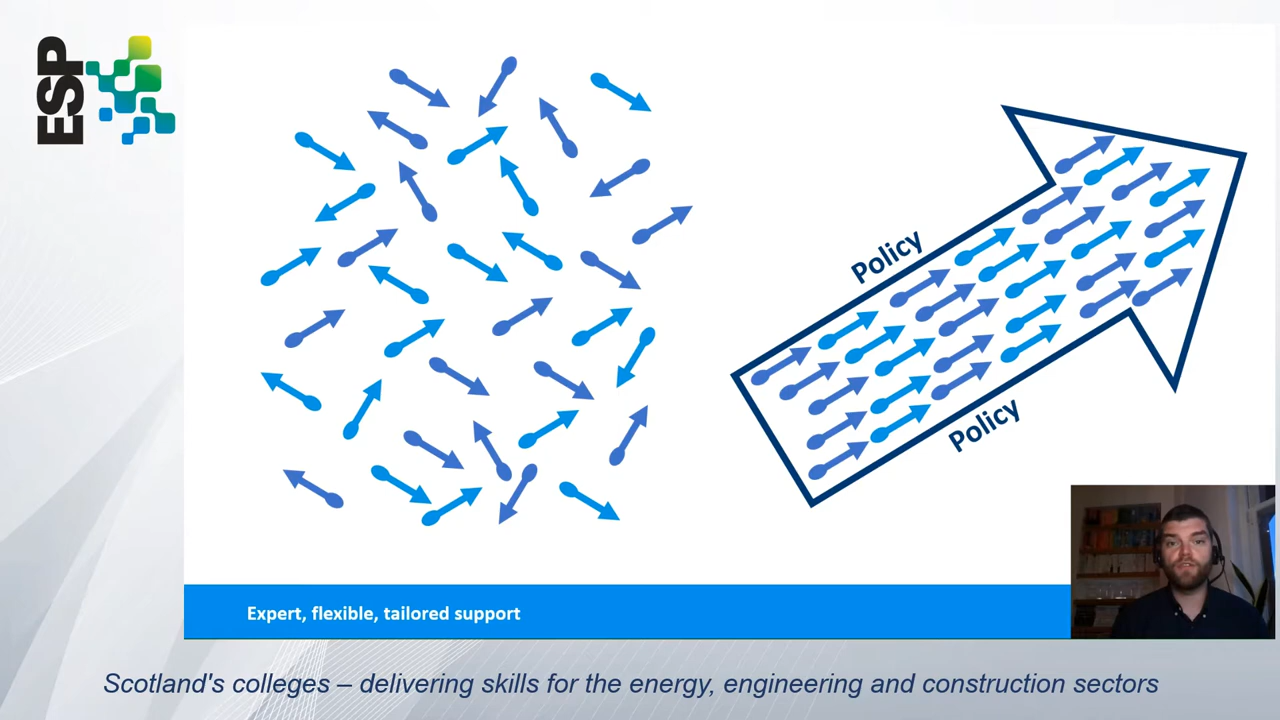 ESP
Policy
Policy
Expert, flexible, tailored support
Scotland's colleges – delivering skills for the energy, engineering and construction sectors